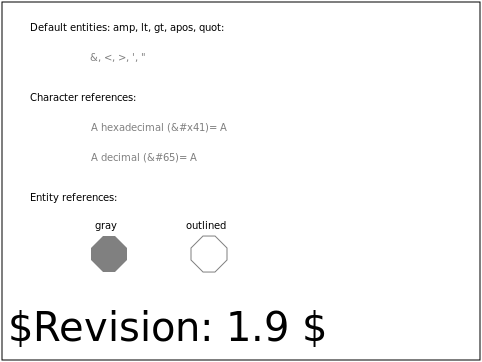 Default entities: amp, lt, gt, apos, quot:
&, <, >, ', "
Character references:
A hexadecimal (&#x41)= A
A decimal (&#65)= A
Entity references:
gray outlined
$Revision: 1.9 $